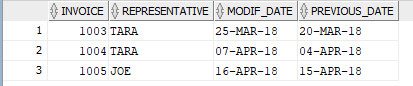 INVOICE REPRESENTATIVE MODIF_DATE PREVIOUS_DATE
1 1003 TARA 25-MAR-18 20-MAR-18
2 1004 TARA 07-APR-18 04-APR-18
3 1005 JOE 16-APR-18 15-APR-18